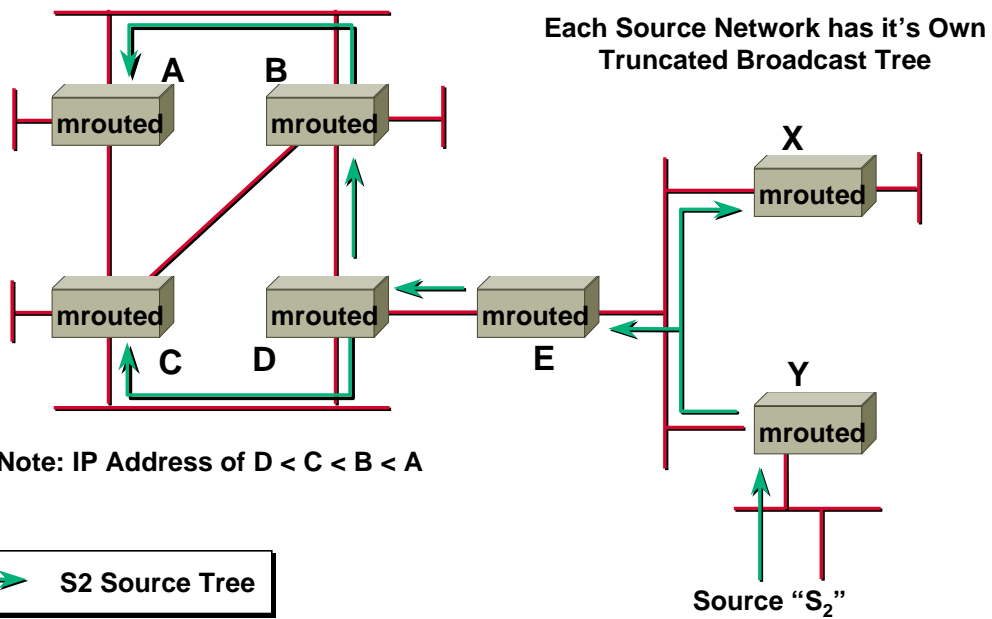 Each Source Network has it's Own
Truncated Broadcast Tree
A
B
mrouted
mrouted
X
mrouted
mrouted
mrouted
mrouted
C
D
E
Y
mrouted
Note: IP Address of D < C < B < A
S2 Source Tree
Source “S₂”